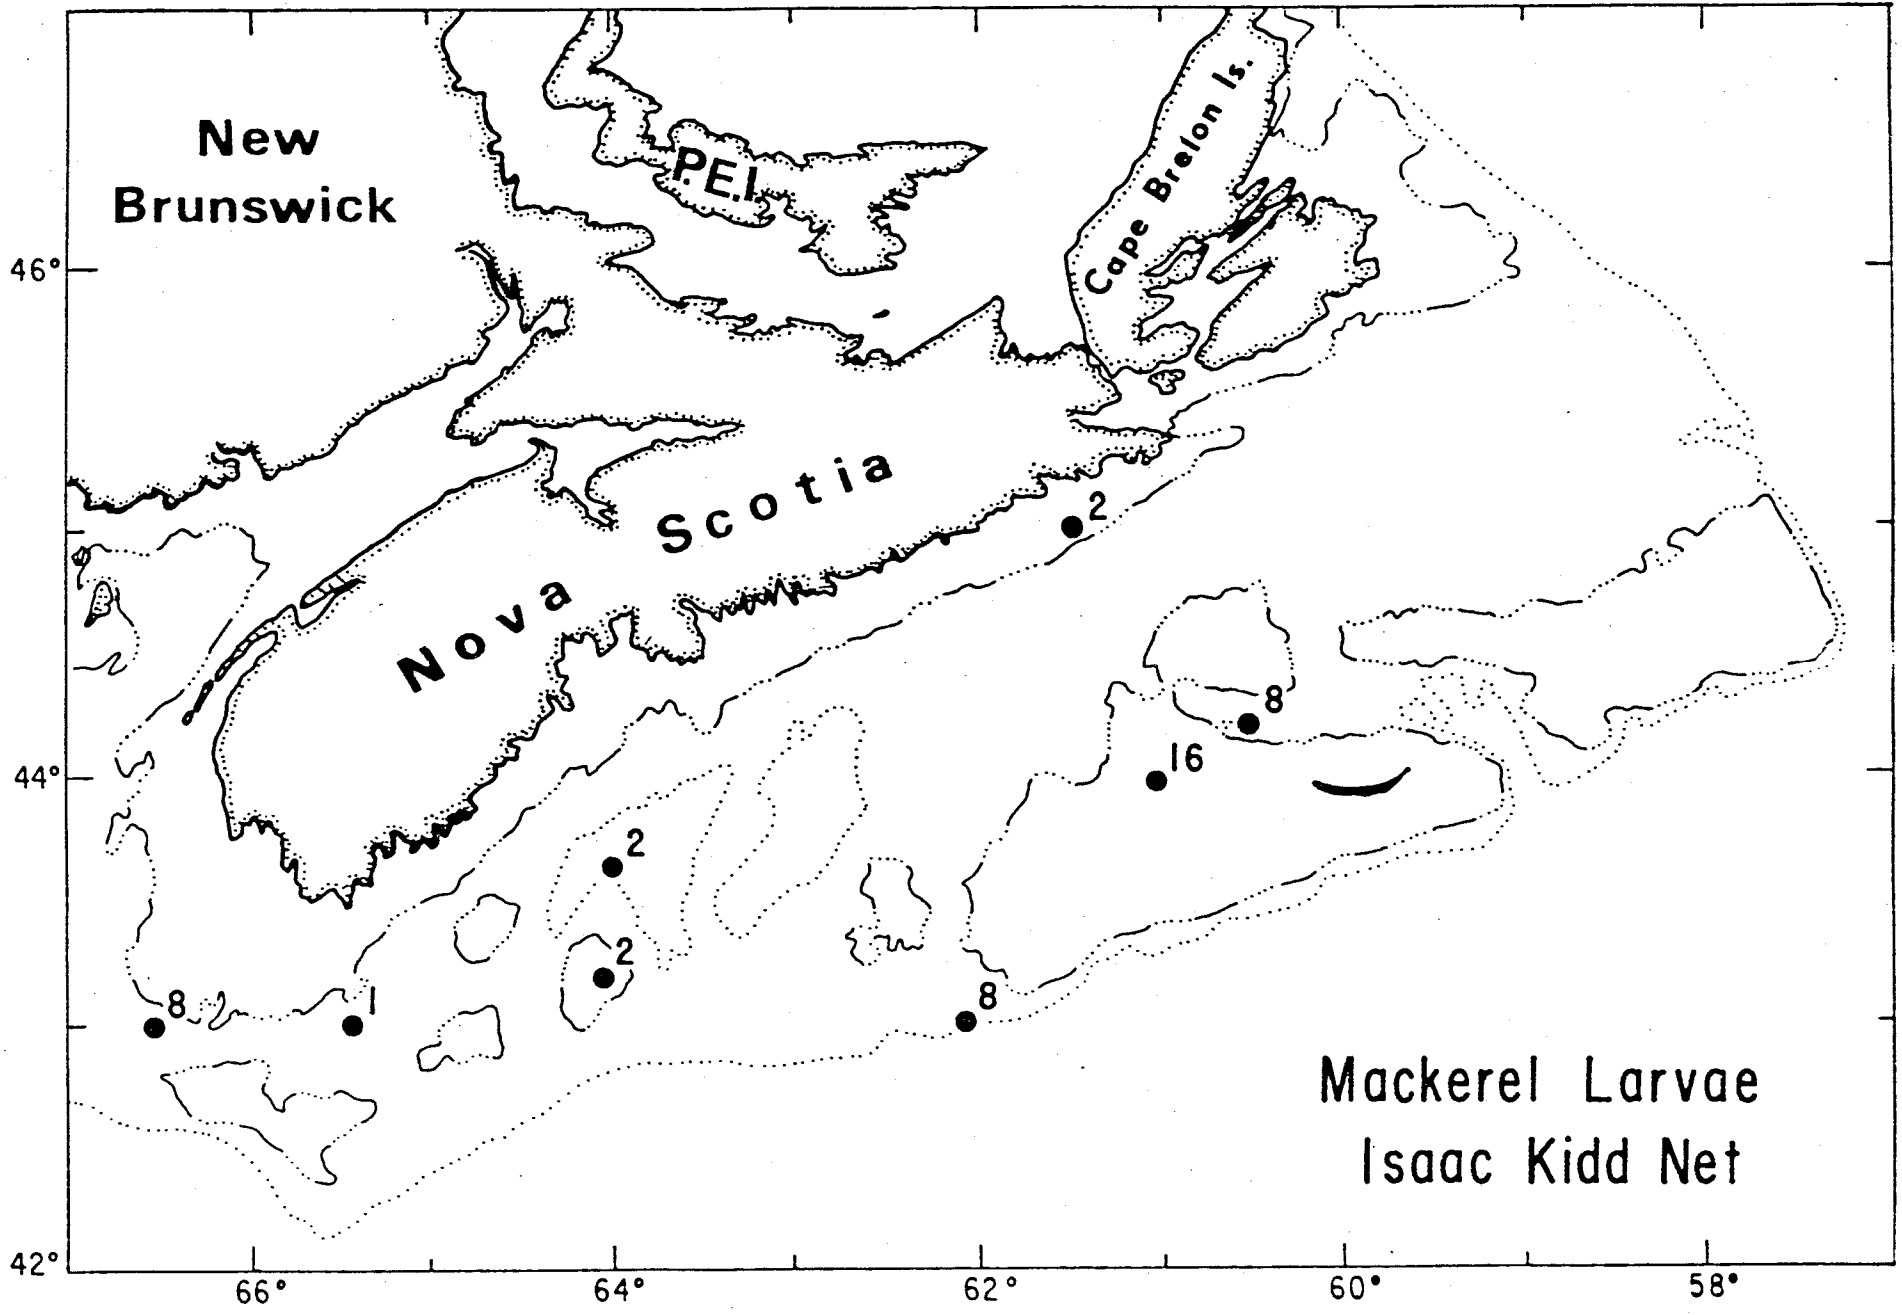 New
Brunswick
P.E.I.
Cape Breton Is.
46°
Nova Scotia
2
8
16
44°
2
2
8
1
8
Mackerel Larvae
Isaac Kidd Net
42°
66°
64°
62°
60°
58°